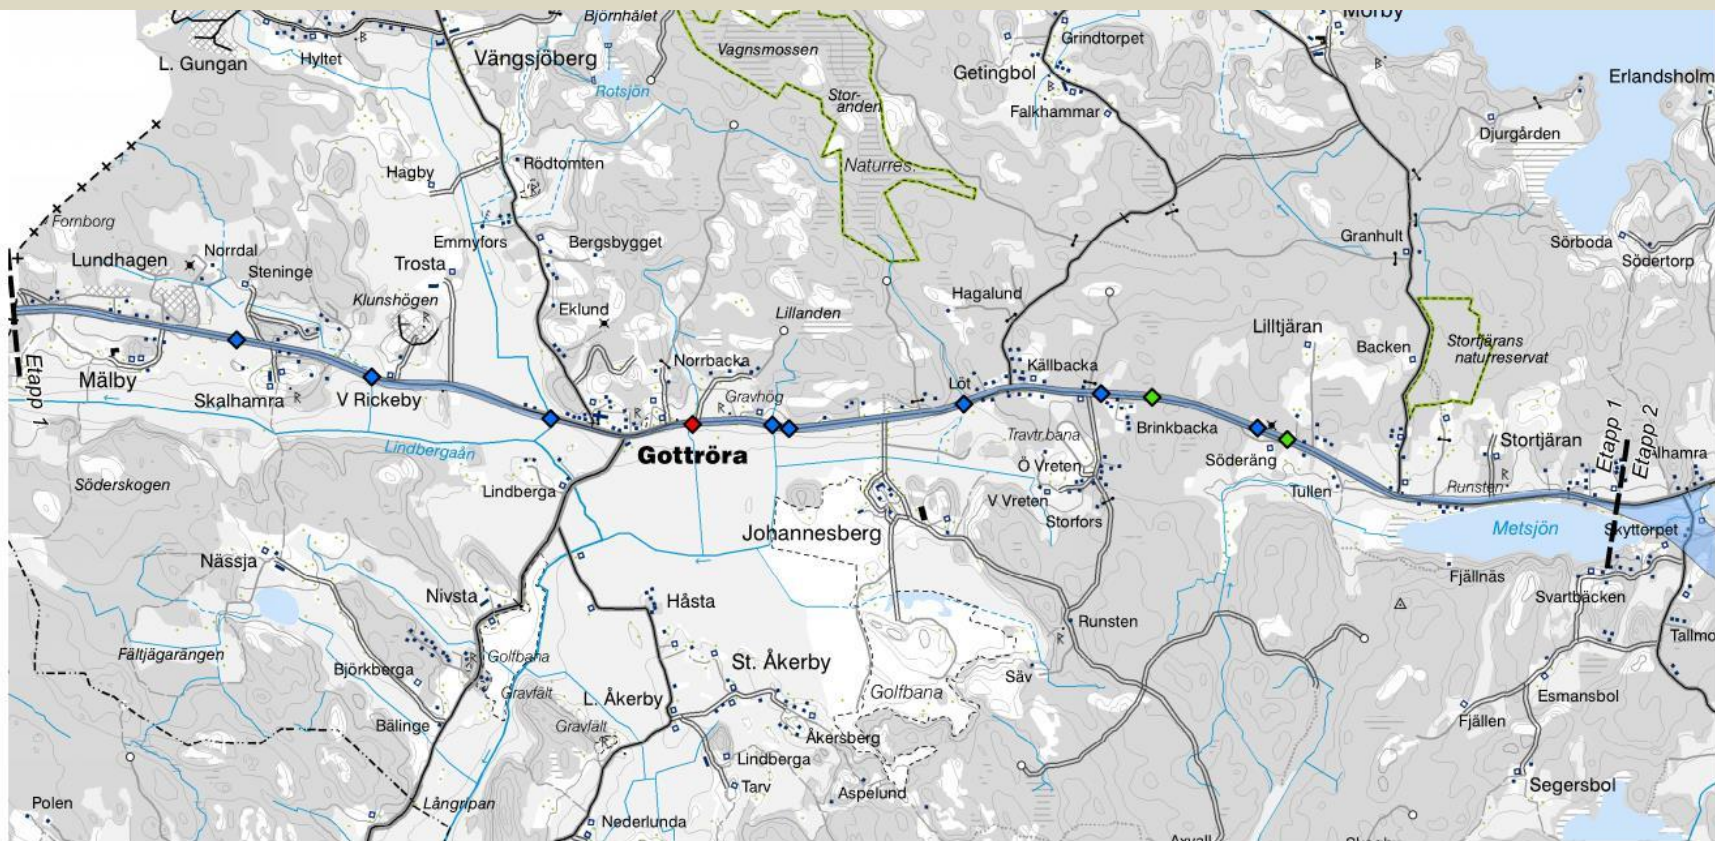 Björnhålet
Mörby
L. Gungan
Hyltet
Vängsjöberg
Vagnsmossen
Grindtorpet
Getingbol
Erlandsholm
Rotsjön
Stor-
anden
Falkhammar
Djurgården
Hagby
Rödtomten
Naturres.
Fornborg
Emmyfors
Bergsbygget
Granhult
Sörboda
Norrdal
Lundhagen
Steninge
Trosta
Södertorp
Klunshögen
Eklund
Lillanden
Hagalund
Lilltjäran
Stortjärans
naturreservat
Backen
Etapp 1
Mälby
Norrbacka
Källbacka
Löt
Skalhamra
V Rickeby
Gravhög
Brinkbacka
Travtr.bana
Stortjäran
Etapp 1
Etapp 2
Lindbergaån
Gottröra
Söderäng
Ö Vreten
Söderskogen
Lindberga
V Vreten
Tullen
Runsten
Storfors
Johannesberg
Metsjön
Skytterpet
Nässja
Fjällnäs
Nivsta
Håsta
Svartbäcken
Runsten
Fältjägarängen
Golfbana
St. Åkerby
Björkberga
Gravfält
L. Åkerby
Golfbana
Säv
Esmansbol
Bälinge
Gravfält
Åkersberg
Fjällen
Lindberga
Tarv
Aspelund
Segersbol
Polen
Långripan
Nederlunda